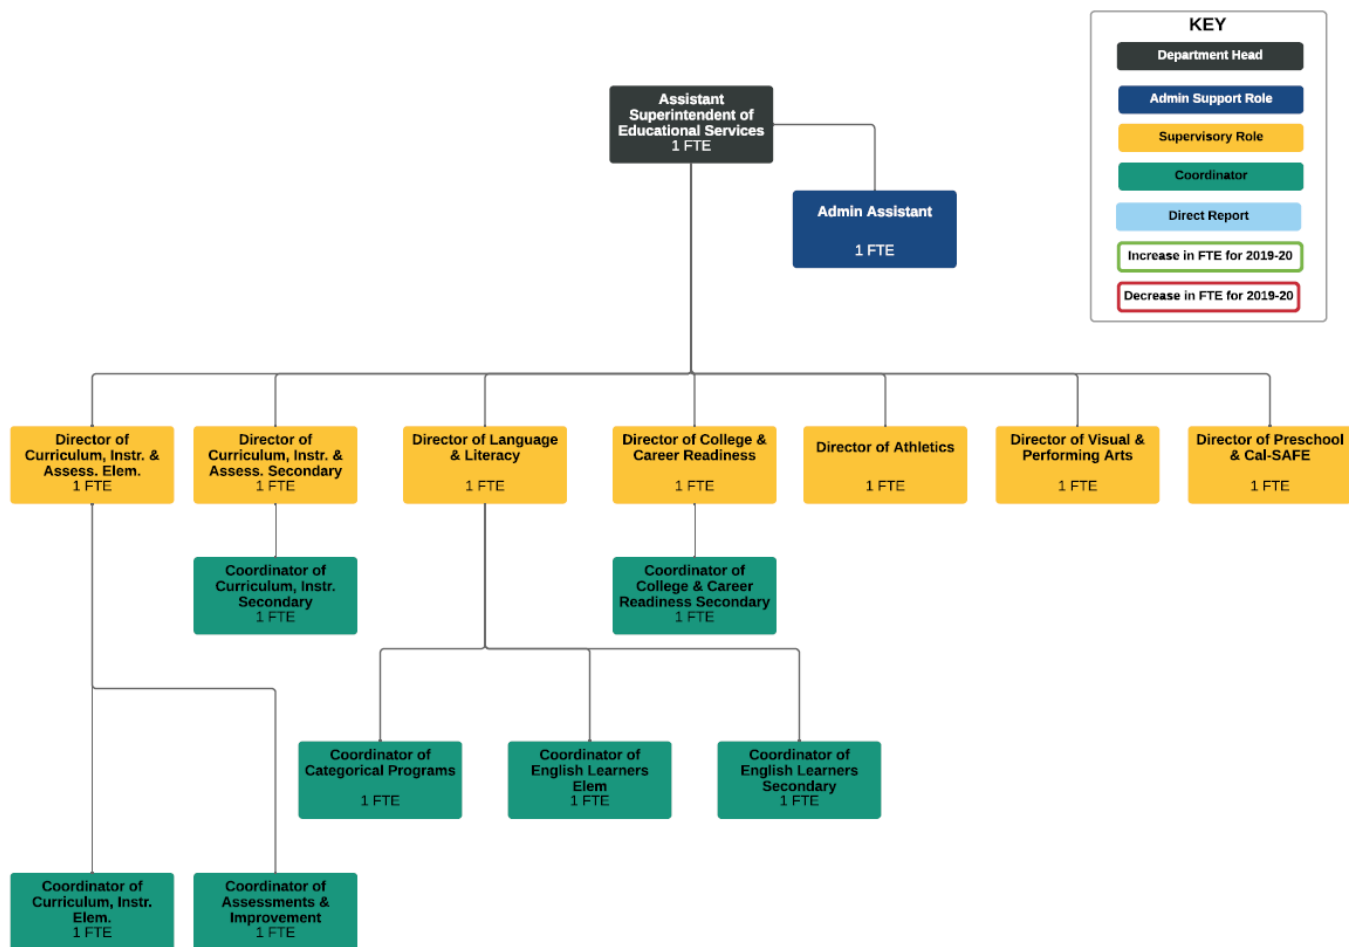 KEY
Department Head
Admin Support Role
Supervisory Role
Coordinator
Direct Report
Increase in FTE for 2019-20
Decrease in FTE for 2019-20
Assistant
Superintendent of
Educational Services
1 FTE
Admin Assistant
1 FTE
Director of
Curriculum, Instr. &
Assess. Elem.
1 FTE
Director of
Curriculum, Instr. &
Assess. Secondary
1 FTE
Director of Language
& Literacy
1 FTE
Director of College &
Career Readiness
1 FTE
Director of Athletics
1 FTE
Director of Visual &
Performing Arts
1 FTE
Director of Preschool
& Cal-SAFE
1 FTE
Coordinator of
Curriculum, Instr.
Secondary
1 FTE
Coordinator of
College & Career
Readiness Secondary
1 FTE
Coordinator of
Categorical Programs
1 FTE
Coordinator of
English Learners
Elem
1 FTE
Coordinator of
English Learners
Secondary
1 FTE
Coordinator of
Curriculum, Instr.
Elem.
1 FTE
Coordinator of
Assessments &
Improvement
1 FTE